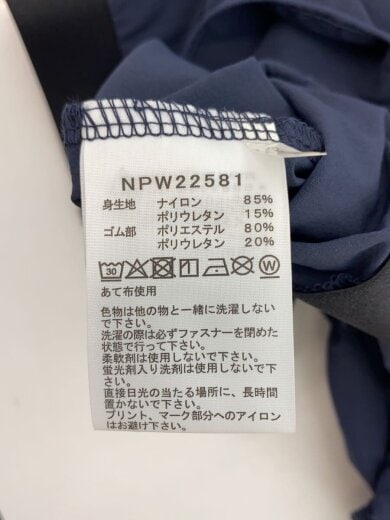 NPW22581
身生地 ナイロン 85%
ポリウレタン 15%
ゴム部 ポリエステル 80%
ポリウレタン 20%
30 W
あて布使用
色物は他の物と一緒に洗濯しない
で下さい。
洗濯の際は必ずファスナーを閉めた
状態で行って下さい。
柔軟剤は使用しないで下さい。
蛍光剤入り洗剤は使用しないで下さい。
直接日光の当たる場所に、長時間
置かないで下さい。
プリント、マーク部分へのアイロン
はお避け下さい。